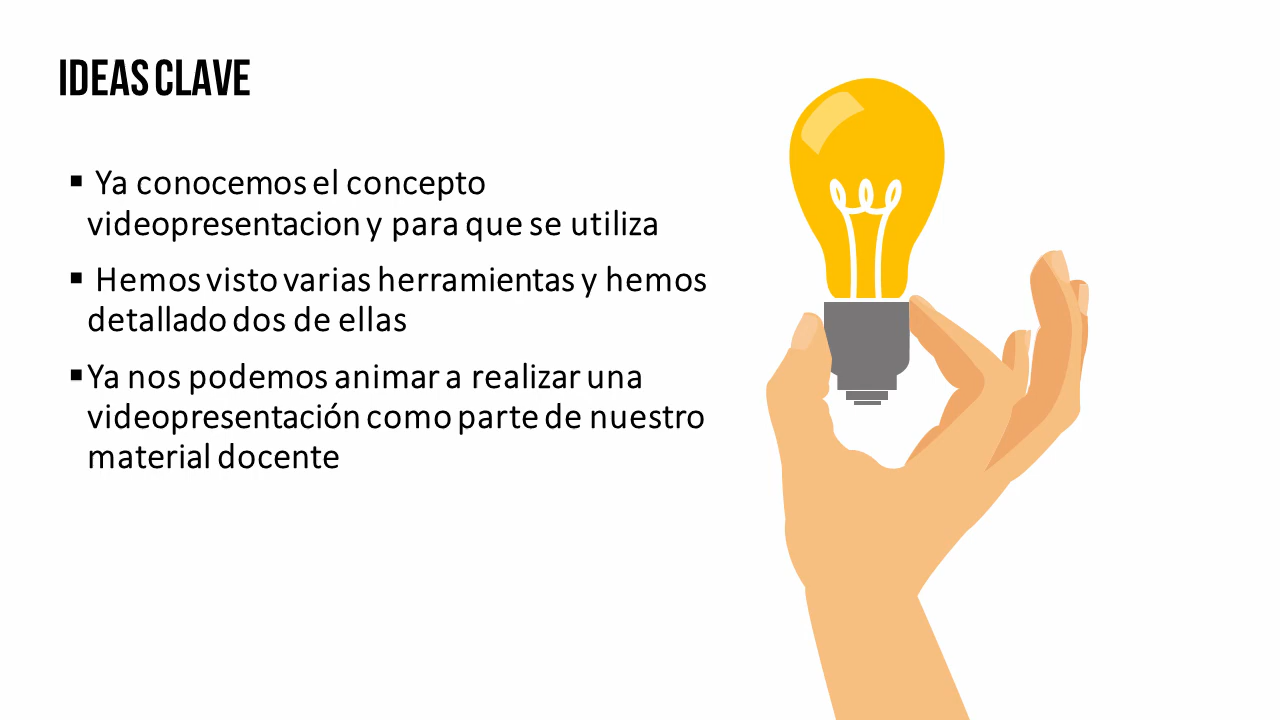 IDEAS CLAVE
▪ Ya conocemos el concepto
videopresentacion y para que se utiliza
▪ Hemos visto varias herramientas y hemos
detallado dos de ellas
▪ Ya nos podemos animar a realizar una
videopresentación como parte de nuestro
material docente